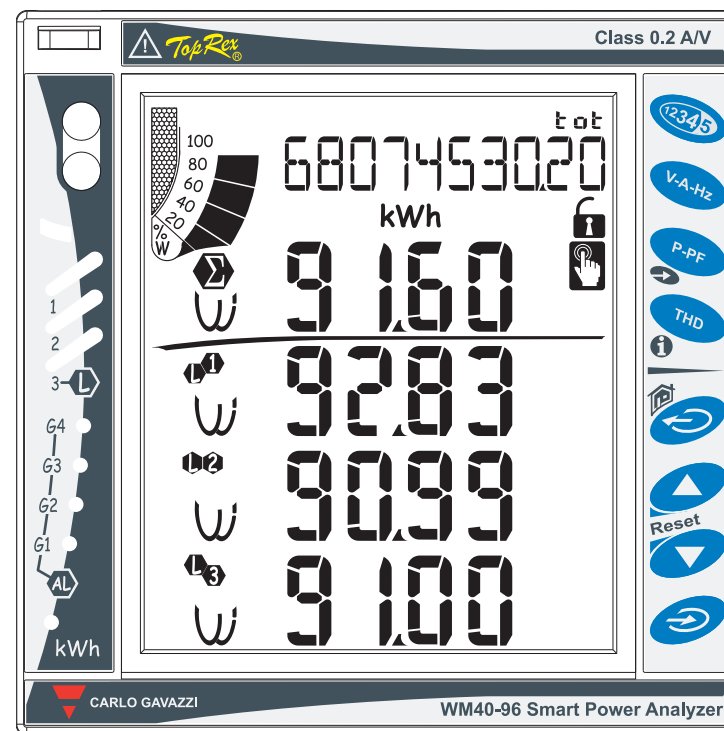 TopRex®
Class 0.2 A/V
tot
68074530.20
kWh
100
80
60
40
20
%
W
Σ
W
91.60
L1
W
92.83
L2
W
90.99
L3
W
91.00
1
2
3 L
G4
G3
G2
G1
AL
kWh
12345
V-A-Hz
P-PF
THD
i
Reset
CARLO GAVAZZI
WM40-96 Smart Power Analyzer